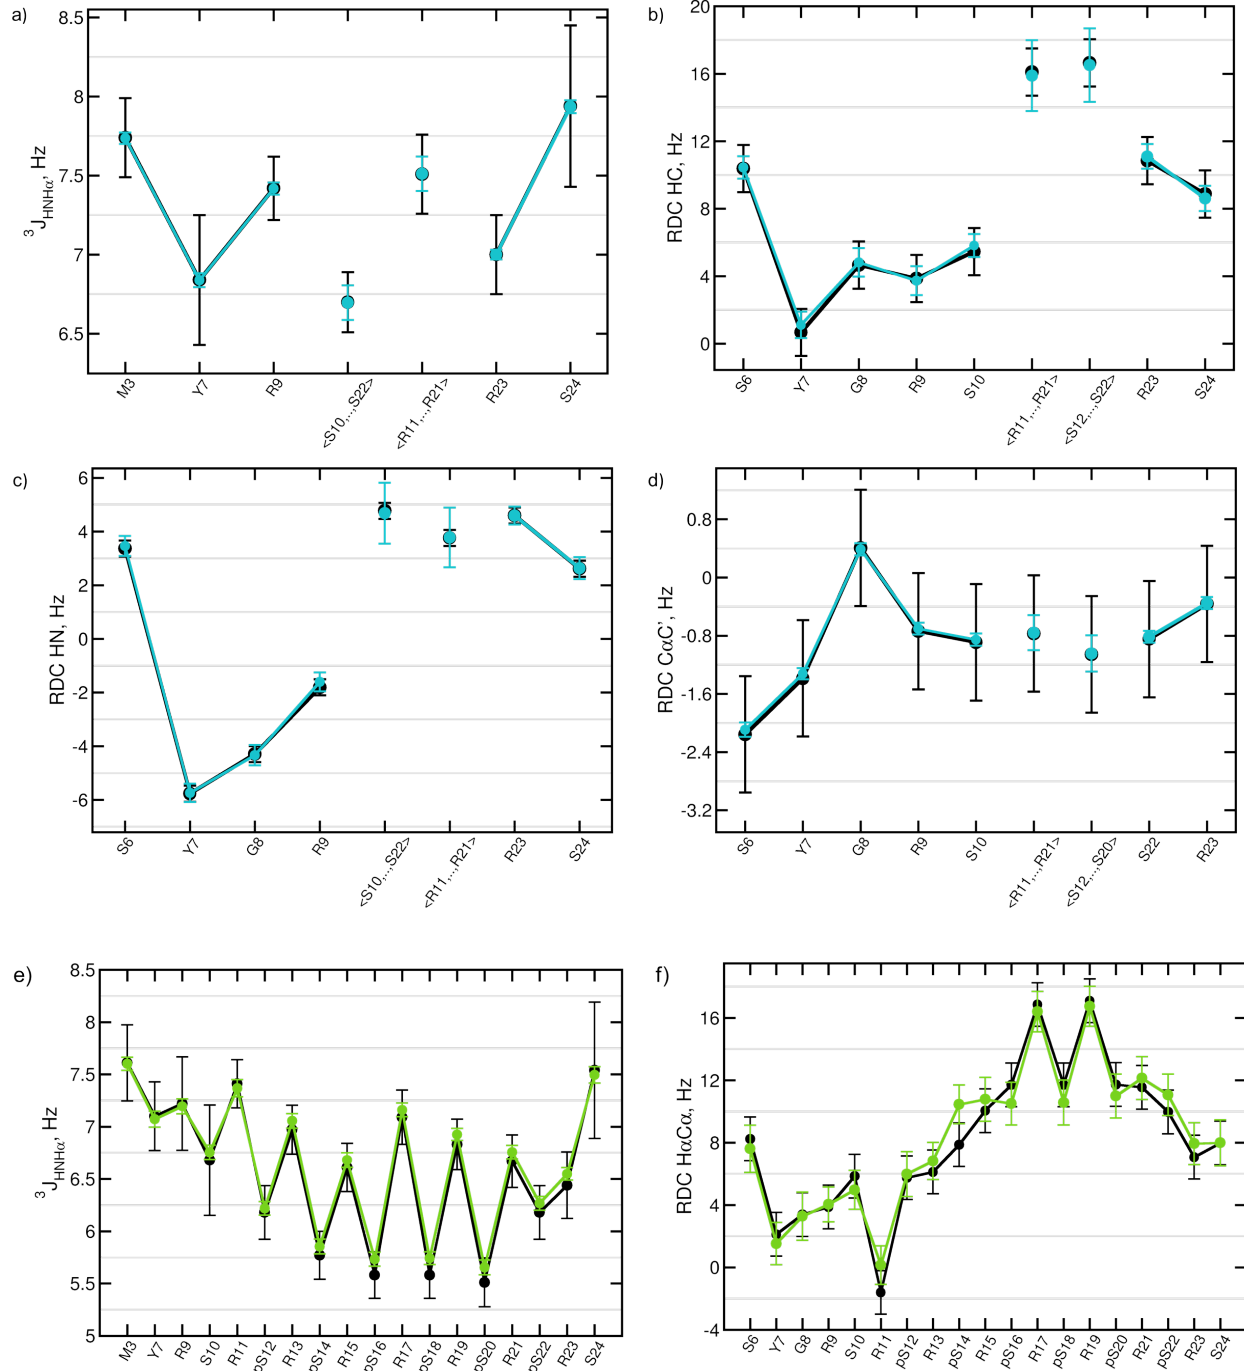 a)
8.5
8
7.5
7
6.5
³J_HNHα, Hz
M3
Y7
R9
<S10,...,S22>
<R11,...,R21>
R23
S24
b)
20
16
12
8
4
0
RDC HC, Hz
S6
Y7
G8
R9
S10
<R11,...,R21>
<S12,...,S22>
R23
S24
c)
6
4
2
0
-2
-4
-6
RDC HN, Hz
S6
Y7
G8
R9
<S10,...,S22>
<R11,...,R21>
R23
S24
d)
0.8
0
-0.8
-1.6
-2.4
-3.2
RDC CαC', Hz
S6
Y7
G8
R9
S10
<R11,...,R21>
<S12,...,S20>
S22
R23
e)
8.5
8
7.5
7
6.5
6
5.5
5
³J_HNHα, Hz
M3
Y7
R9
S10
R11
pS12
R13
pS14
R15
pS16
R17
pS18
R19
pS20
R21
pS22
R23
S24
f)
16
12
8
4
0
-4
RDC HαCα, Hz
S6
Y7
G8
R9
S10
R11
pS12
R13
pS14
R15
pS16
R17
pS18
R19
pS20
R21
pS22
R23
S24